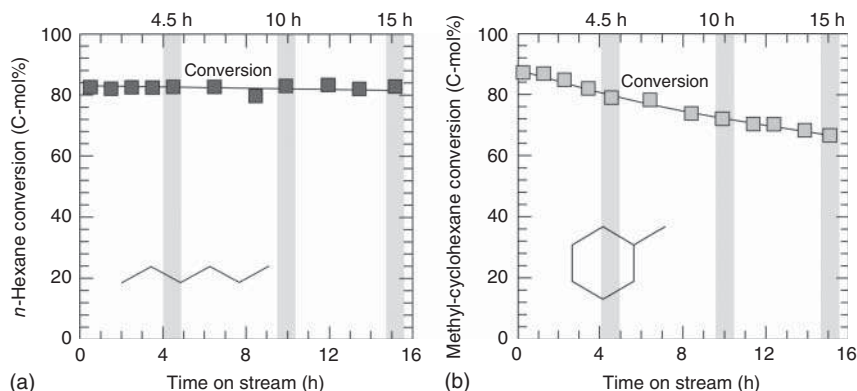 4.5 h 10 h 15 h
100
80
60
40
20
0
n-Hexane conversion (C-mol%)
Conversion
0 4 8 12 16
Time on stream (h)
(a)
4.5 h 10 h 15 h
100
80
60
40
20
0
Methyl-cyclohexane conversion (C-mol%)
Conversion
0 4 8 12 16
Time on stream (h)
(b)